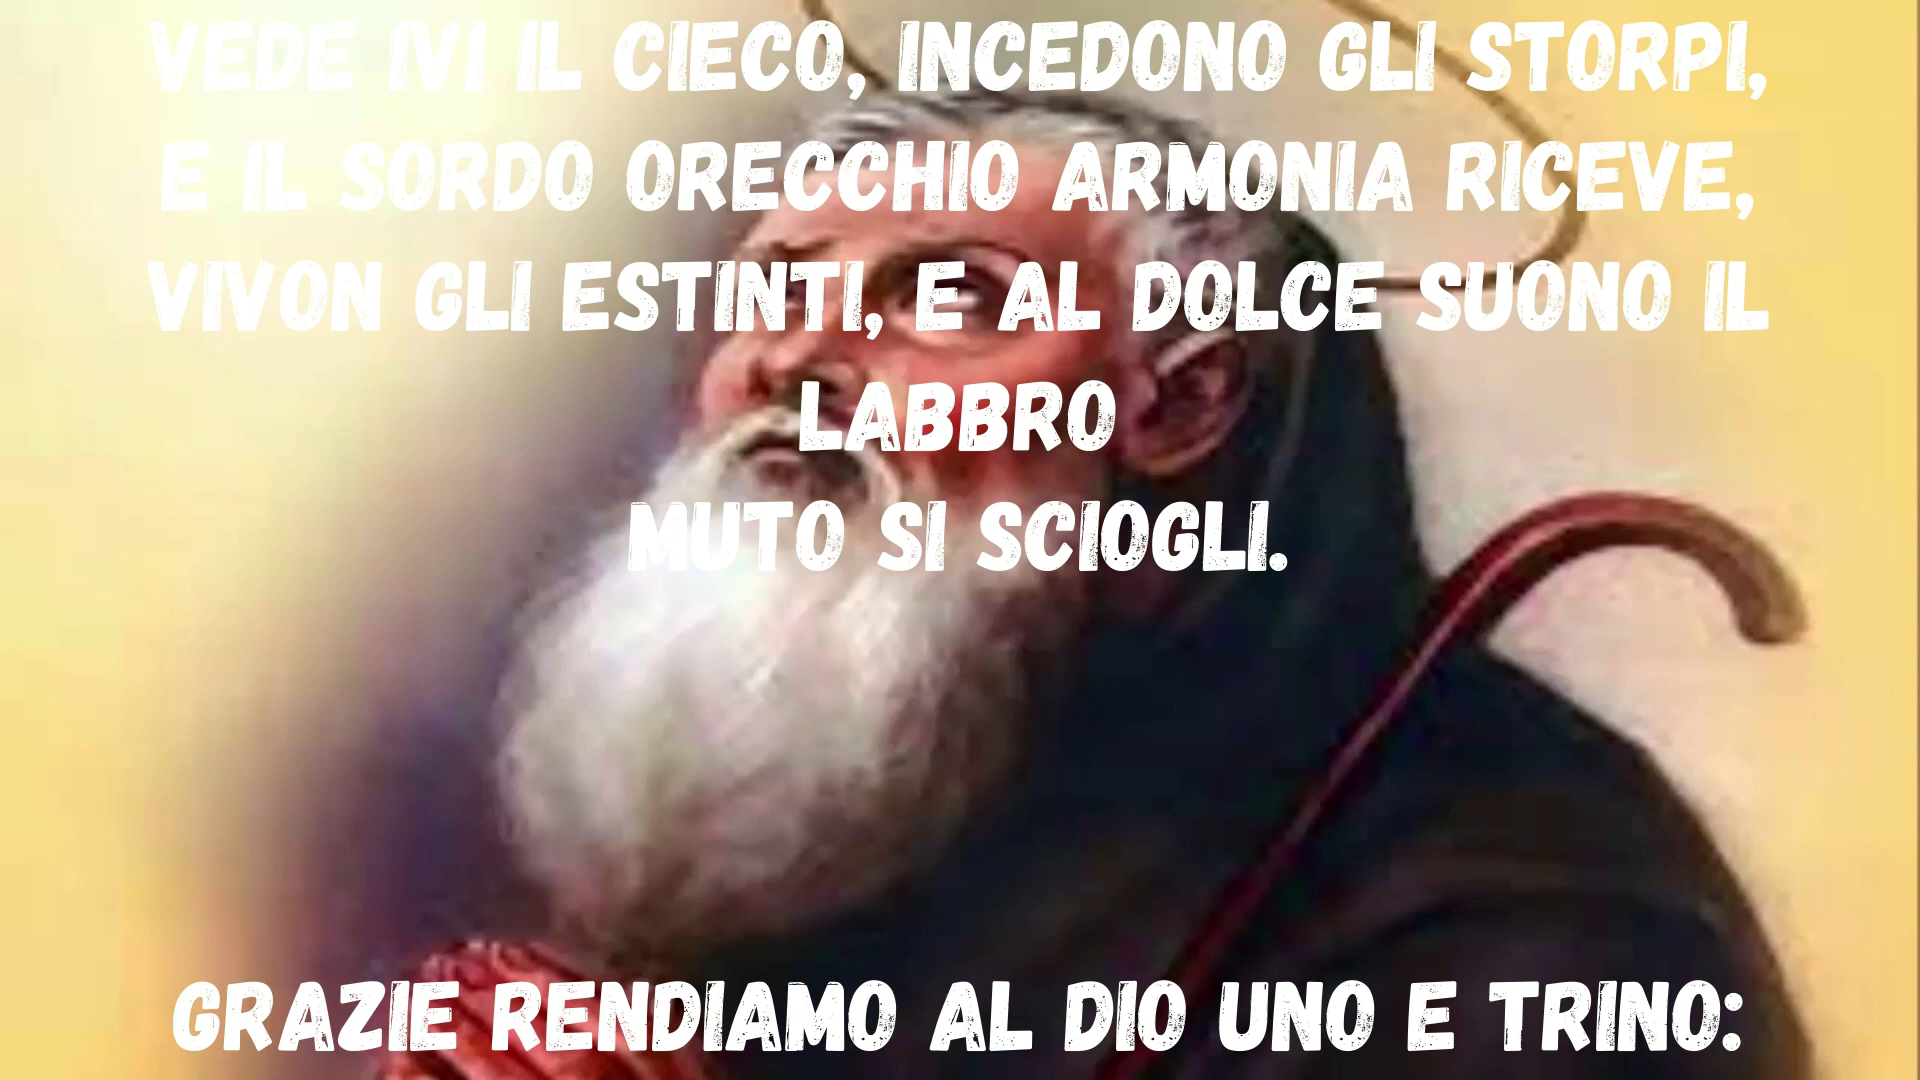 VEDE IVI IL CIECO, INCEDONO GLI STORPI,
E IL SORDO ORECCHIO ARMONIA RICEVE,
VIVON GLI ESTINTI, E AL DOLCE SUONO IL
LABBRO
MUTO SI SCIOGLI.
GRAZIE RENDIAMO AL DIO UNO E TRINO: